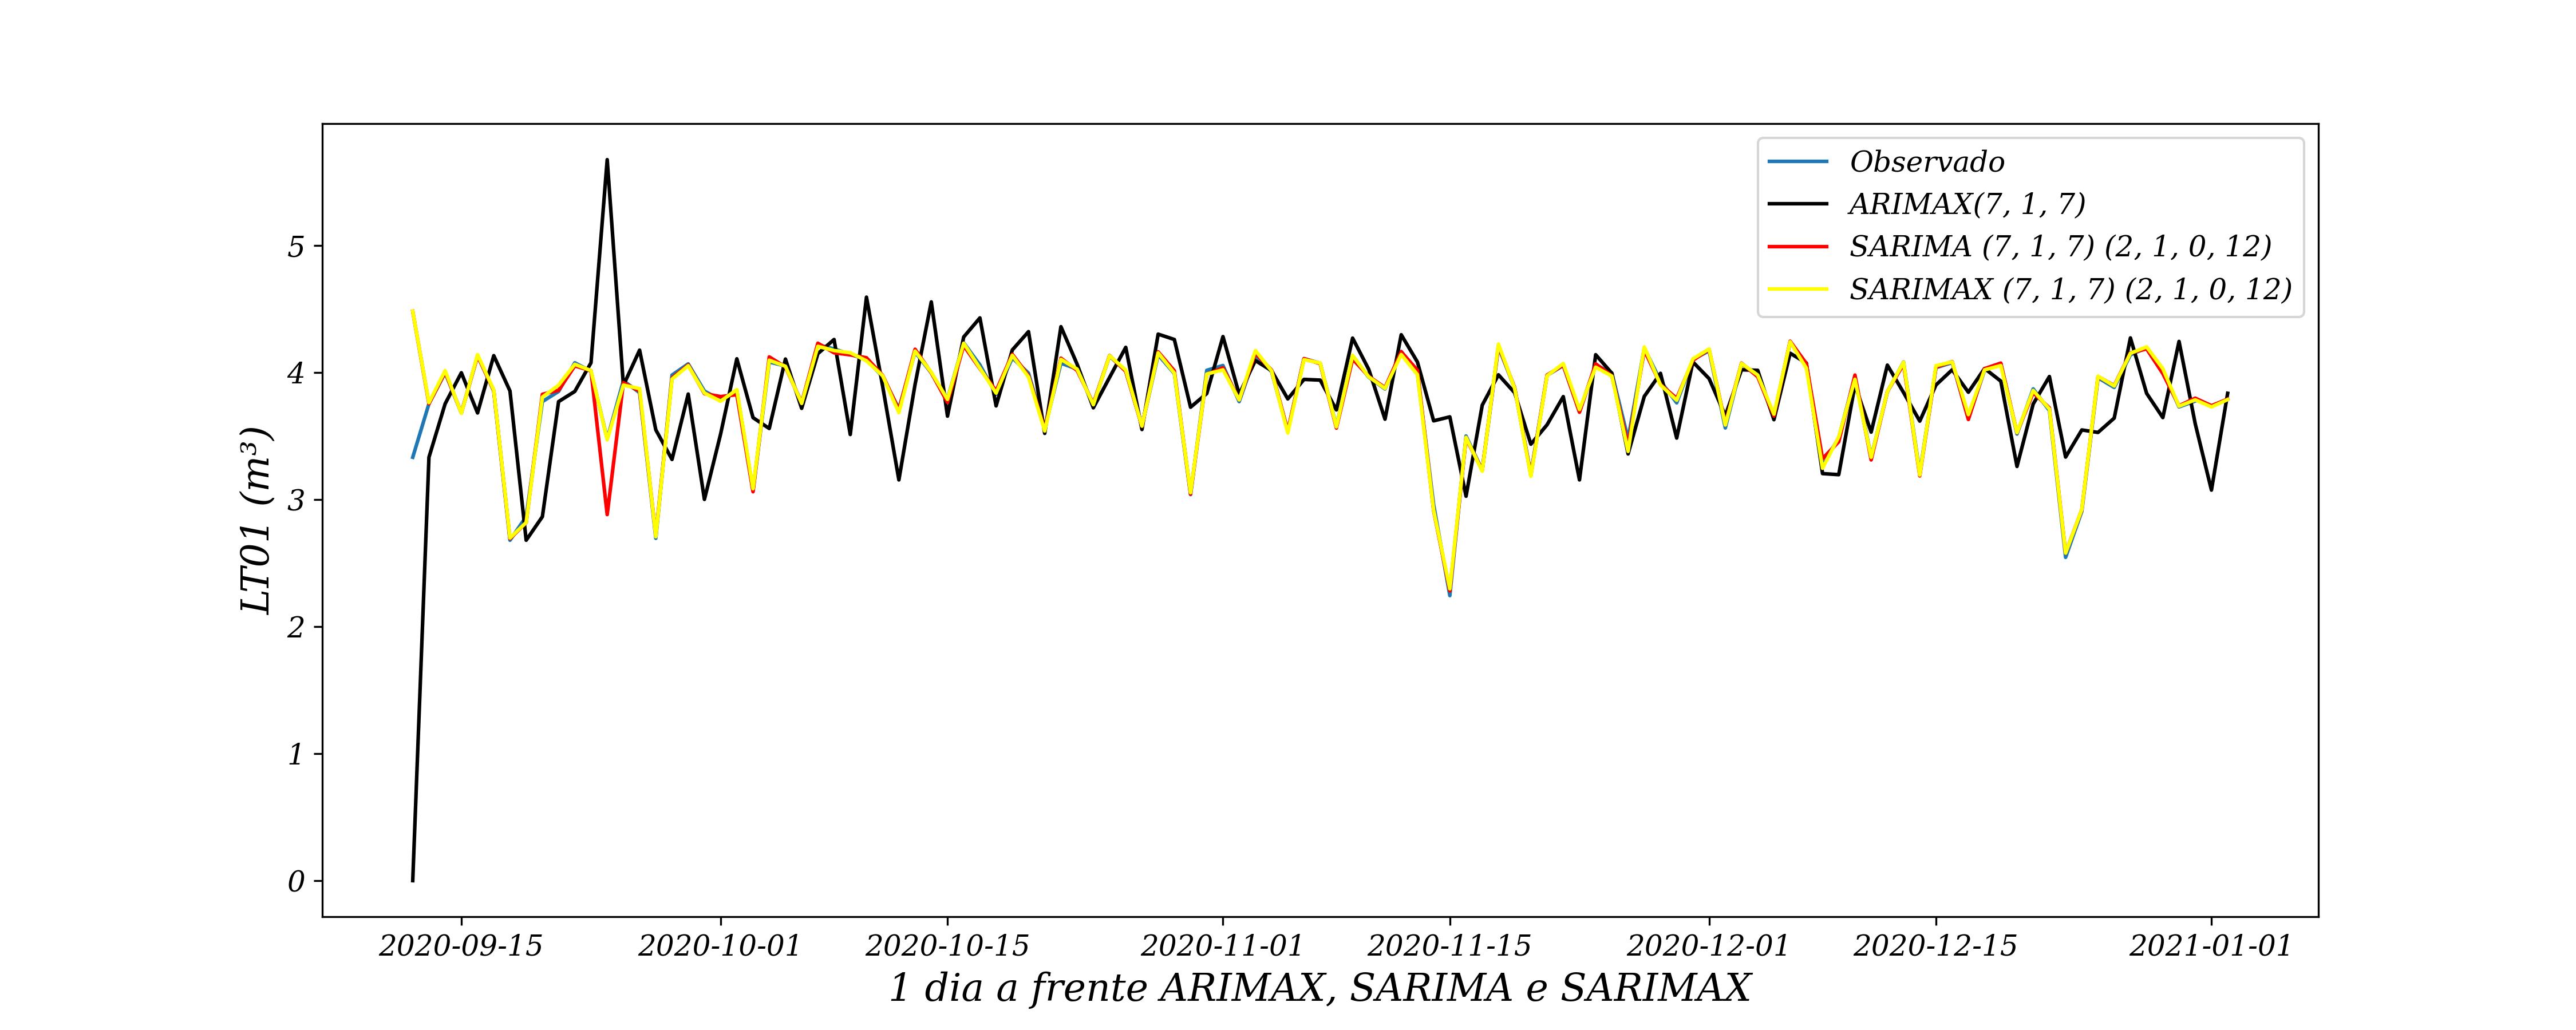 Observado
ARIMAX(7, 1, 7)
SARIMA (7, 1, 7) (2, 1, 0, 12)
SARIMAX (7, 1, 7) (2, 1, 0, 12)
LT01 (m³)
5
4
3
2
1
0
2020-09-15 2020-10-01 2020-10-15 2020-11-01 2020-11-15 2020-12-01 2020-12-15 2021-01-01
1 dia a frente ARIMAX, SARIMA e SARIMAX